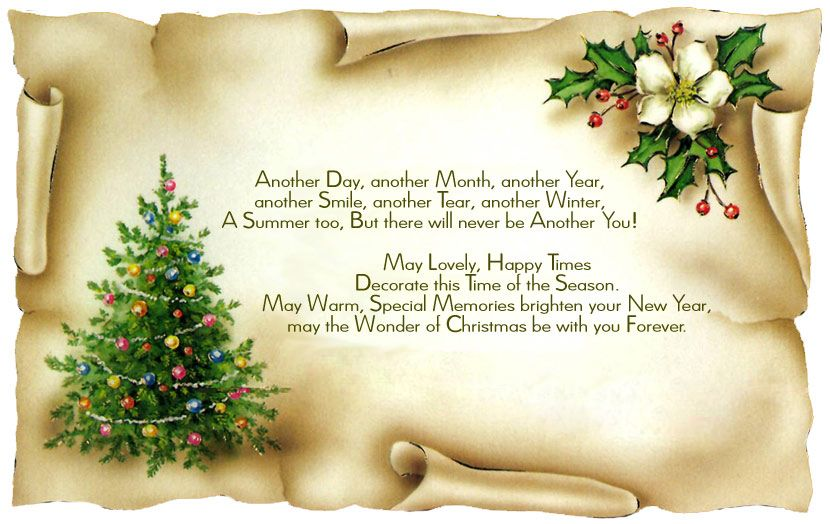 Another Day, another Month, another Year,
another Smile, another Tear, another Winter,
A Summer too, But there will never be Another You!
May Lovely, Happy Times
Decorate this Time of the Season.
May Warm, Special Memories brighten your New Year,
may the Wonder of Christmas be with you Forever.